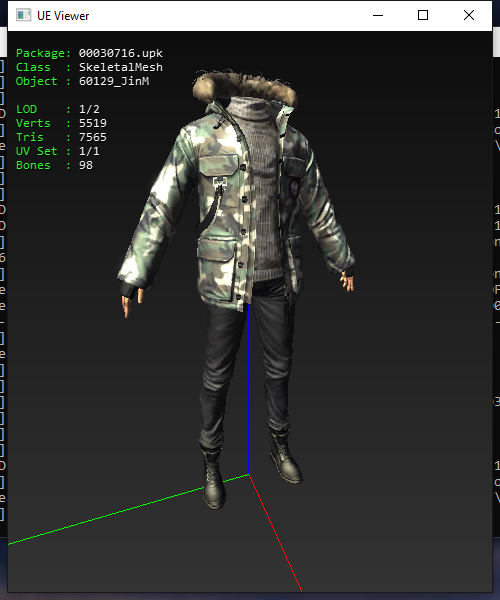 UE Viewer
Package: 00030716.upk
Class  : SkeletalMesh
Object : 60129_JinM
LOD    : 1/2
Verts  : 5519
Tris   : 7565
UV Set : 1/1
Bones  : 98